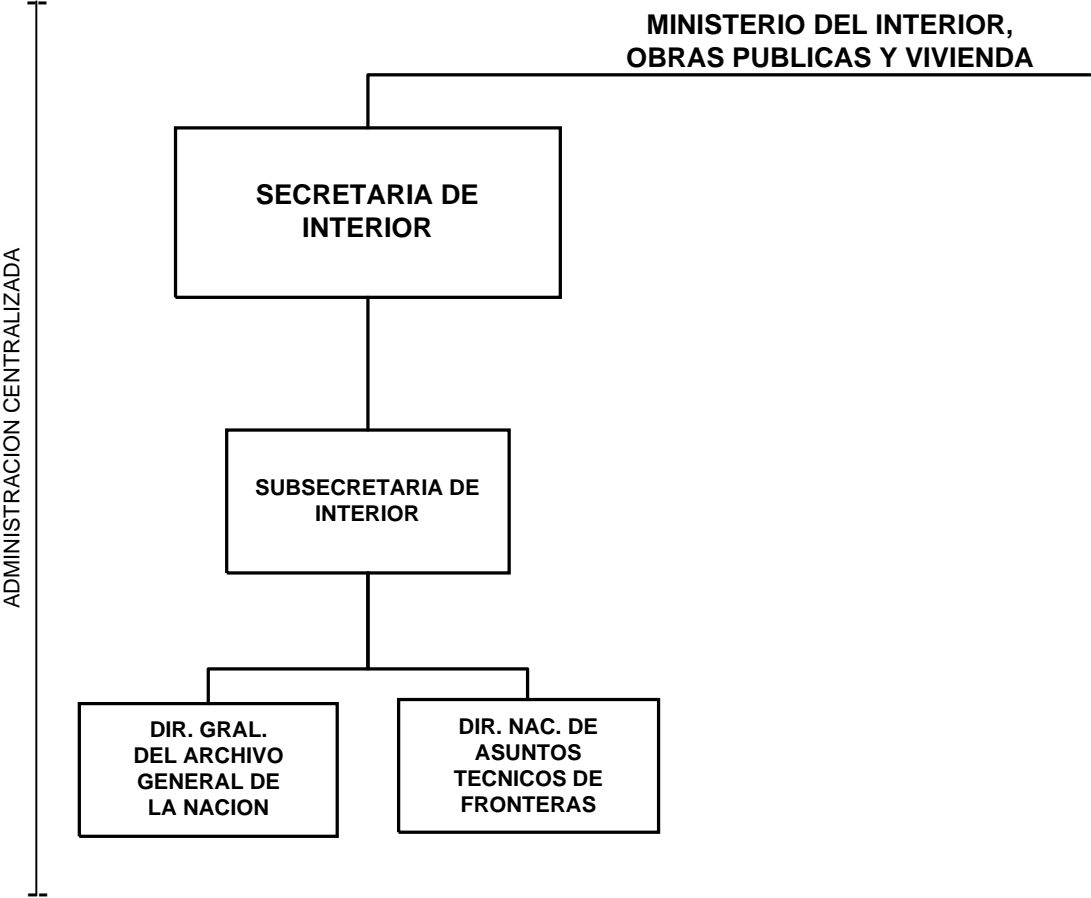 MINISTERIO DEL INTERIOR,
OBRAS PUBLICAS Y VIVIENDA
SECRETARIA DE
INTERIOR
ADMINISTRACION CENTRALIZADA
SUBSECRETARIA DE
INTERIOR
DIR. GRAL.
DEL ARCHIVO
GENERAL DE
LA NACION
DIR. NAC. DE
ASUNTOS
TECNICOS DE
FRONTERAS